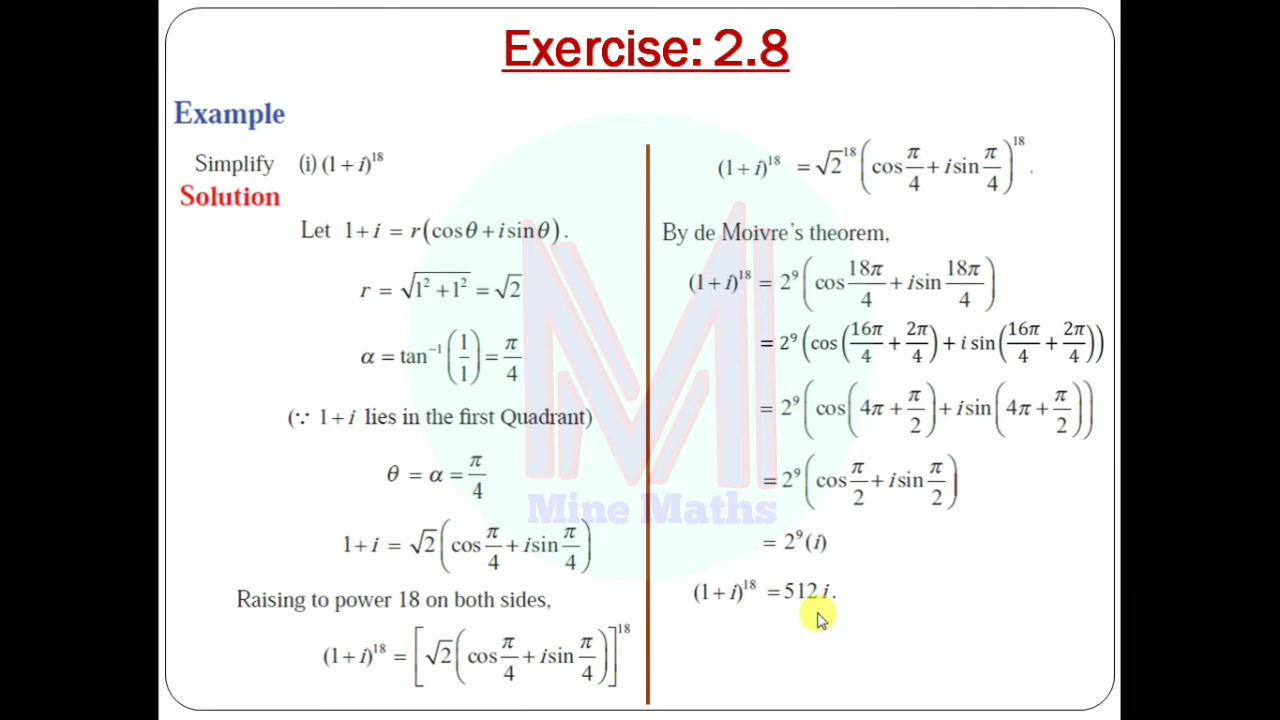 Exercise: 2.8
Example
Simplify (i) (1 + i)^18
Solution
Let 1 + i = r(cosθ + i sinθ).
r = √(1² + 1²) = √2
α = tan⁻¹(1/1) = π/4
(∵ 1 + i lies in the first Quadrant)
θ = α = π/4
1 + i = √2(cos π/4 + i sin π/4)
Raising to power 18 on both sides,
(1 + i)^18 = [√2(cos π/4 + i sin π/4)]^18
(1 + i)^18 = √2^18 (cos π/4 + i sin π/4)^18.
By de Moivre's theorem,
(1 + i)^18 = 2^9 (cos 18π/4 + i sin 18π/4)
= 2^9 (cos(16π/4 + 2π/4) + i sin(16π/4 + 2π/4))
= 2^9 (cos(4π + π/2) + i sin(4π + π/2))
= 2^9 (cos π/2 + i sin π/2)
= 2^9 (i)
(1 + i)^18 = 512 i.
Mine Maths